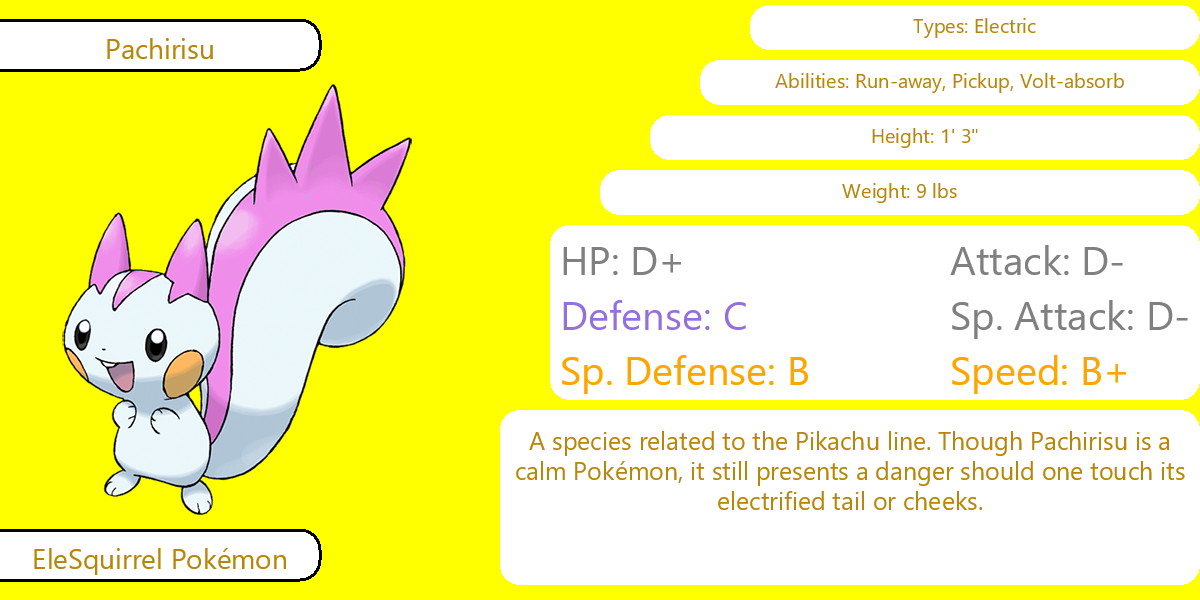 Pachirisu
Types: Electric
Abilities: Run-away, Pickup, Volt-absorb
Height: 1' 3"
Weight: 9 lbs
HP: D+
Attack: D-
Defense: C
Sp. Attack: D-
Sp. Defense: B
Speed: B+
A species related to the Pikachu line. Though Pachirisu is a
calm Pokémon, it still presents a danger should one touch its
electrified tail or cheeks.
EleSquirrel Pokémon